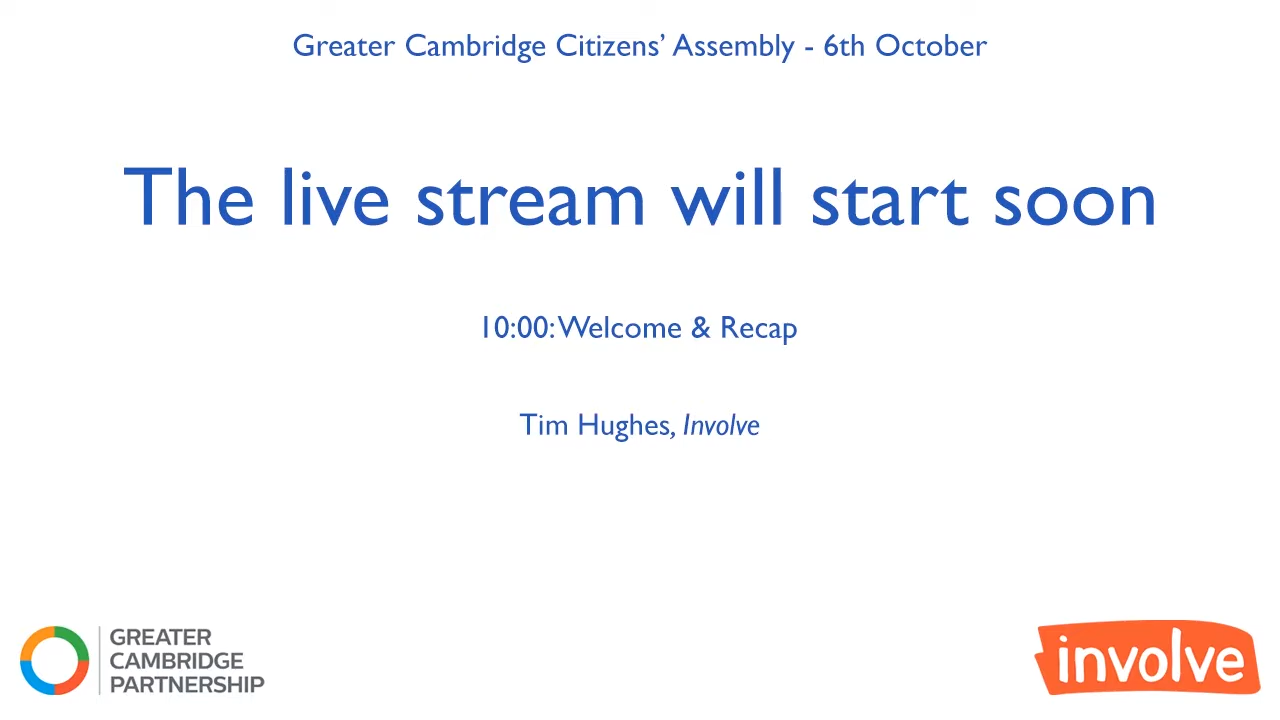 Greater Cambridge Citizens’ Assembly - 6th October
The live stream will start soon
10:00: Welcome & Recap
Tim Hughes, Involve
GREATER
CAMBRIDGE
PARTNERSHIP
involve